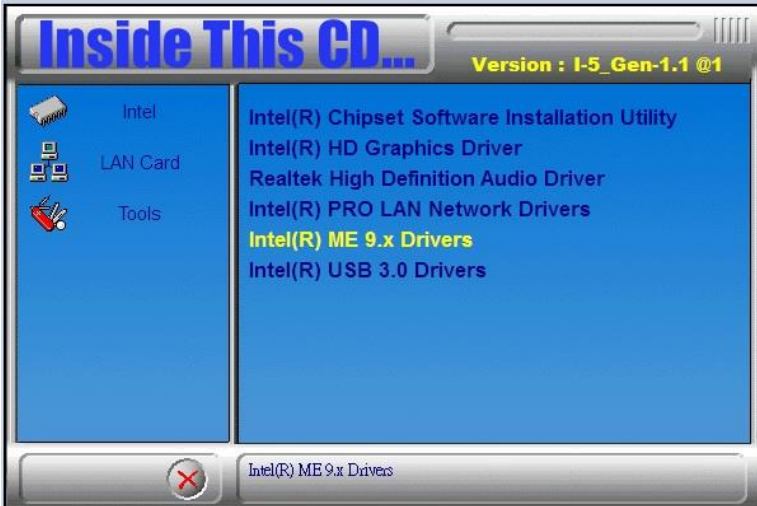 Inside This CD...
Version : I-5_Gen-1.1 @1
Intel
LAN Card
Tools
Intel(R) Chipset Software Installation Utility
Intel(R) HD Graphics Driver
Realtek High Definition Audio Driver
Intel(R) PRO LAN Network Drivers
Intel(R) ME 9.x Drivers
Intel(R) USB 3.0 Drivers
Intel(R) ME 9.x Drivers